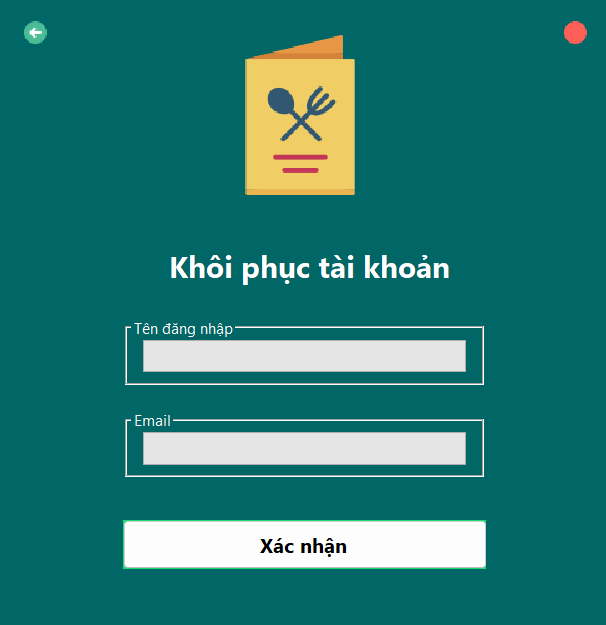 Khôi phục tài khoản
Tên đăng nhập
Email
Xác nhận